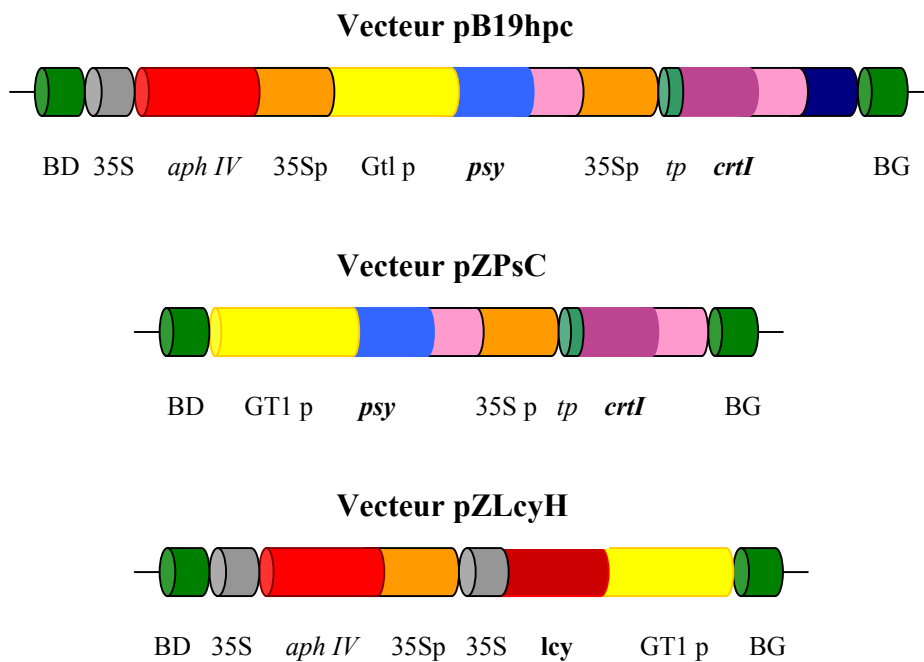 Vecteur pB19hpc
BD 35S aph IV 35Sp Gtl p psy 35Sp tp crtI BG
Vecteur pZPsC
BD GT1 p psy 35S p tp crtI BG
Vecteur pZLcyH
BD 35S aph IV 35Sp 35S lcy GT1 p BG